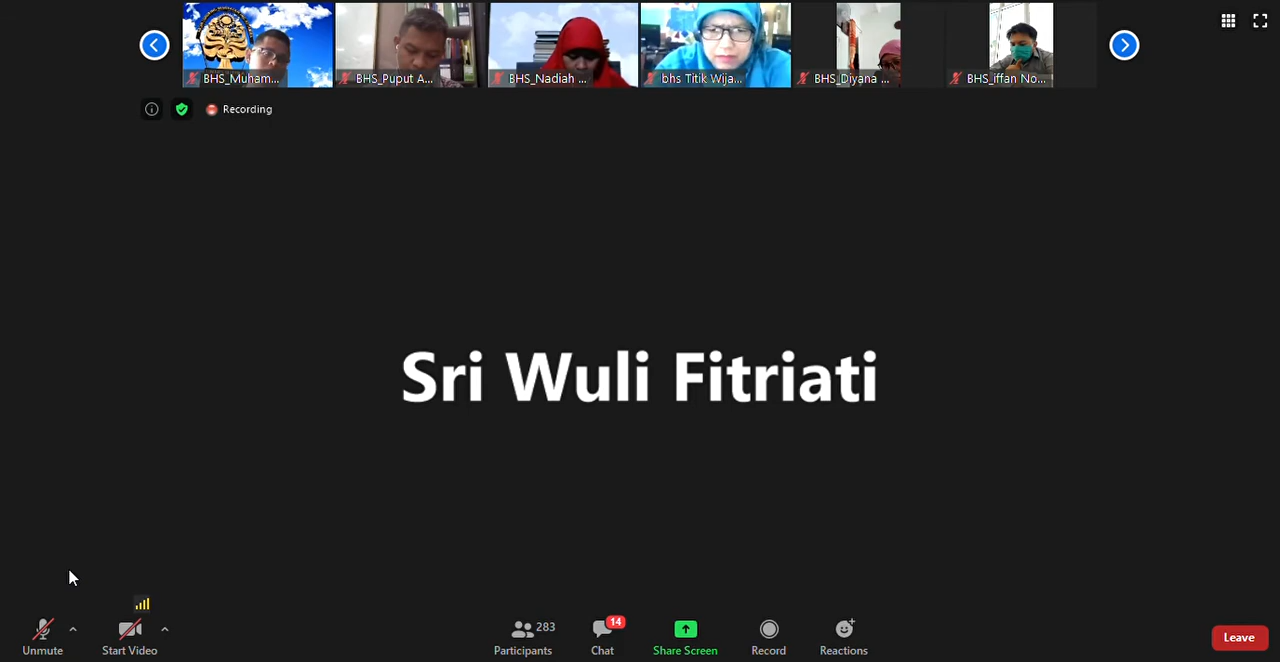 BHS_Muham...
BHS_Puput A...
BHS_Nadiah ...
bhs Titik Wija...
BHS_Diyana ...
BHS_iffan No...
Recording
Sri Wuli Fitriati
Unmute
Start Video
283
Participants
14
Chat
Share Screen
Record
Reactions
Leave